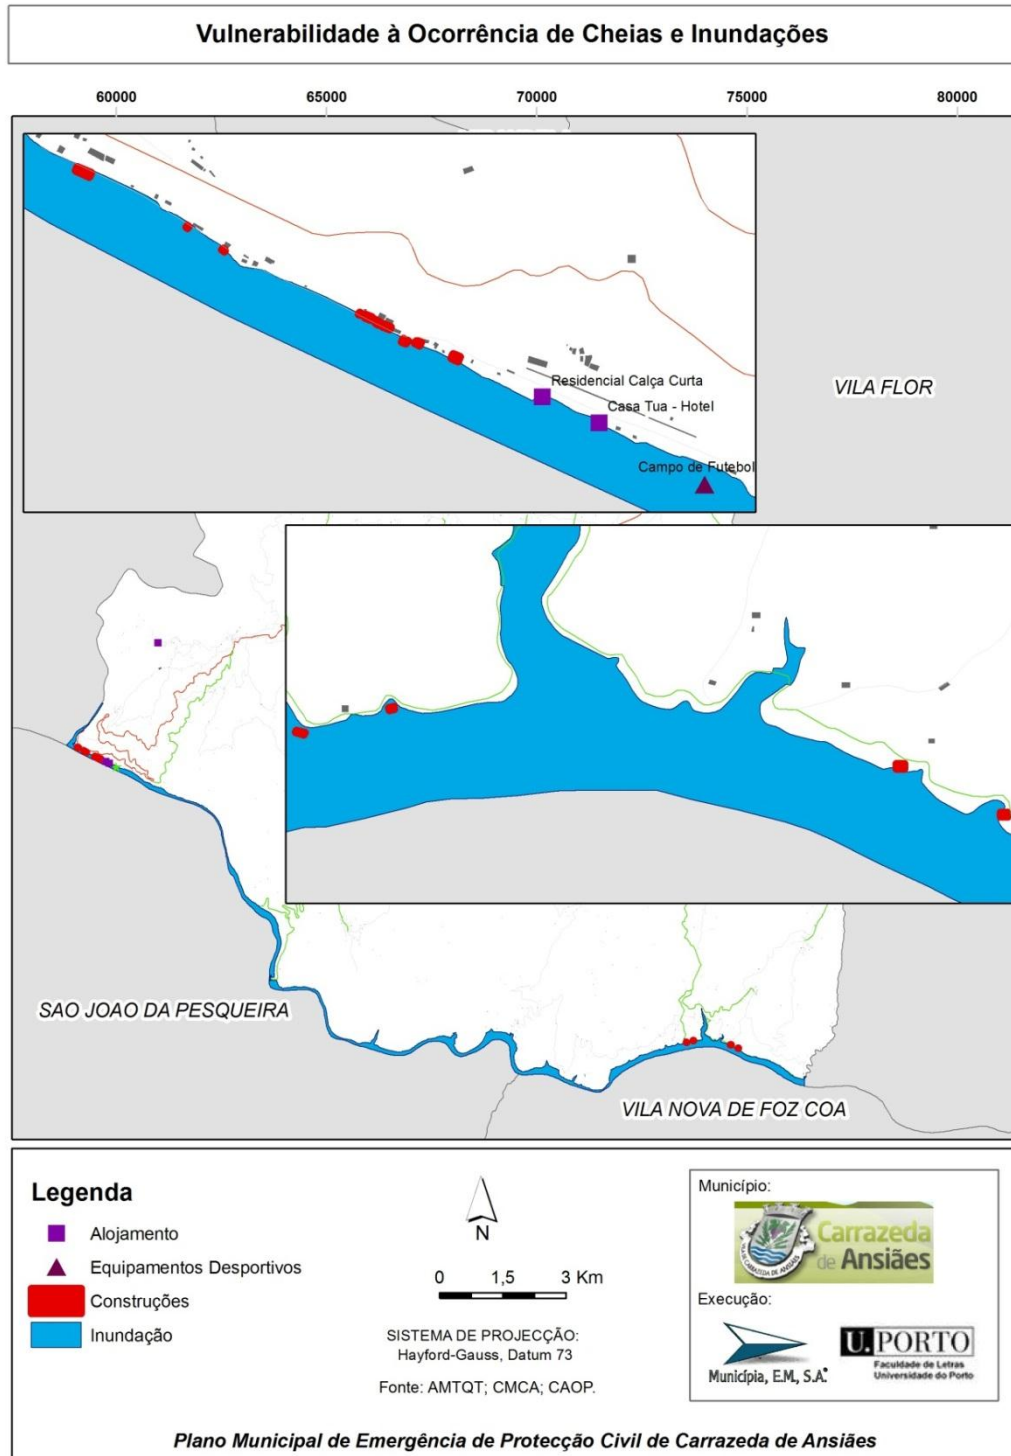 Vulnerabilidade à Ocorrência de Cheias e Inundações
60000 65000 70000 75000 80000
Residencial Calça Curta
Casa Tua - Hotel
Campo de Futebol
VILA FLOR
SAO JOAO DA PESQUEIRA
VILA NOVA DE FOZ COA
Legenda
Alojamento
Equipamentos Desportivos
Construções
Inundação
N
0 1,5 3 Km
SISTEMA DE PROJECÇÃO:
Hayford-Gauss, Datum 73
Fonte: AMTQT; CMCA; CAOP.
Município:
Carrazeda
de Ansiães
Execução:
Municípia, E.M., S.A.
U. PORTO
Faculdade de Letras
Universidade do Porto
Plano Municipal de Emergência de Protecção Civil de Carrazeda de Ansiães